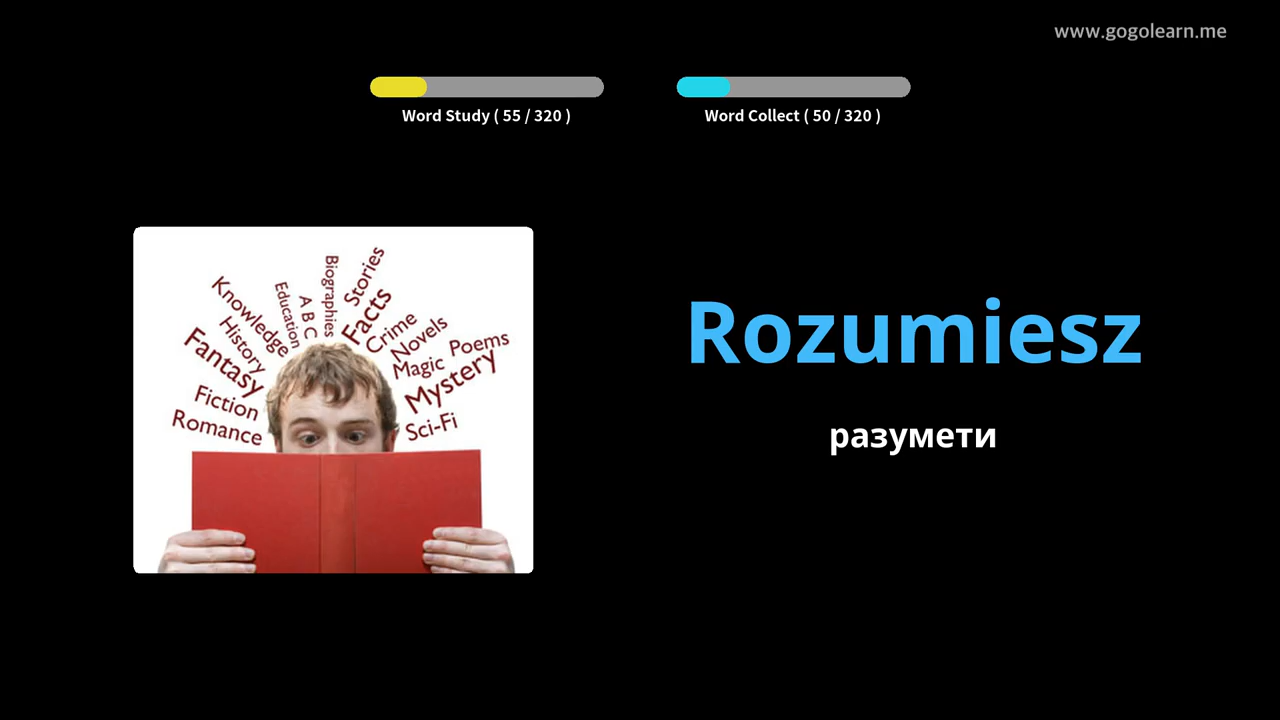 www.gogolearn.me
Word Study ( 55 / 320 )
Word Collect ( 50 / 320 )
Rozumiesz
разумети
Knowledge
History
Fantasy
Fiction
Romance
Education
A B C
Biographies
Stories
Facts
Crime
Novels
Magic
Poems
Mystery
Sci-Fi